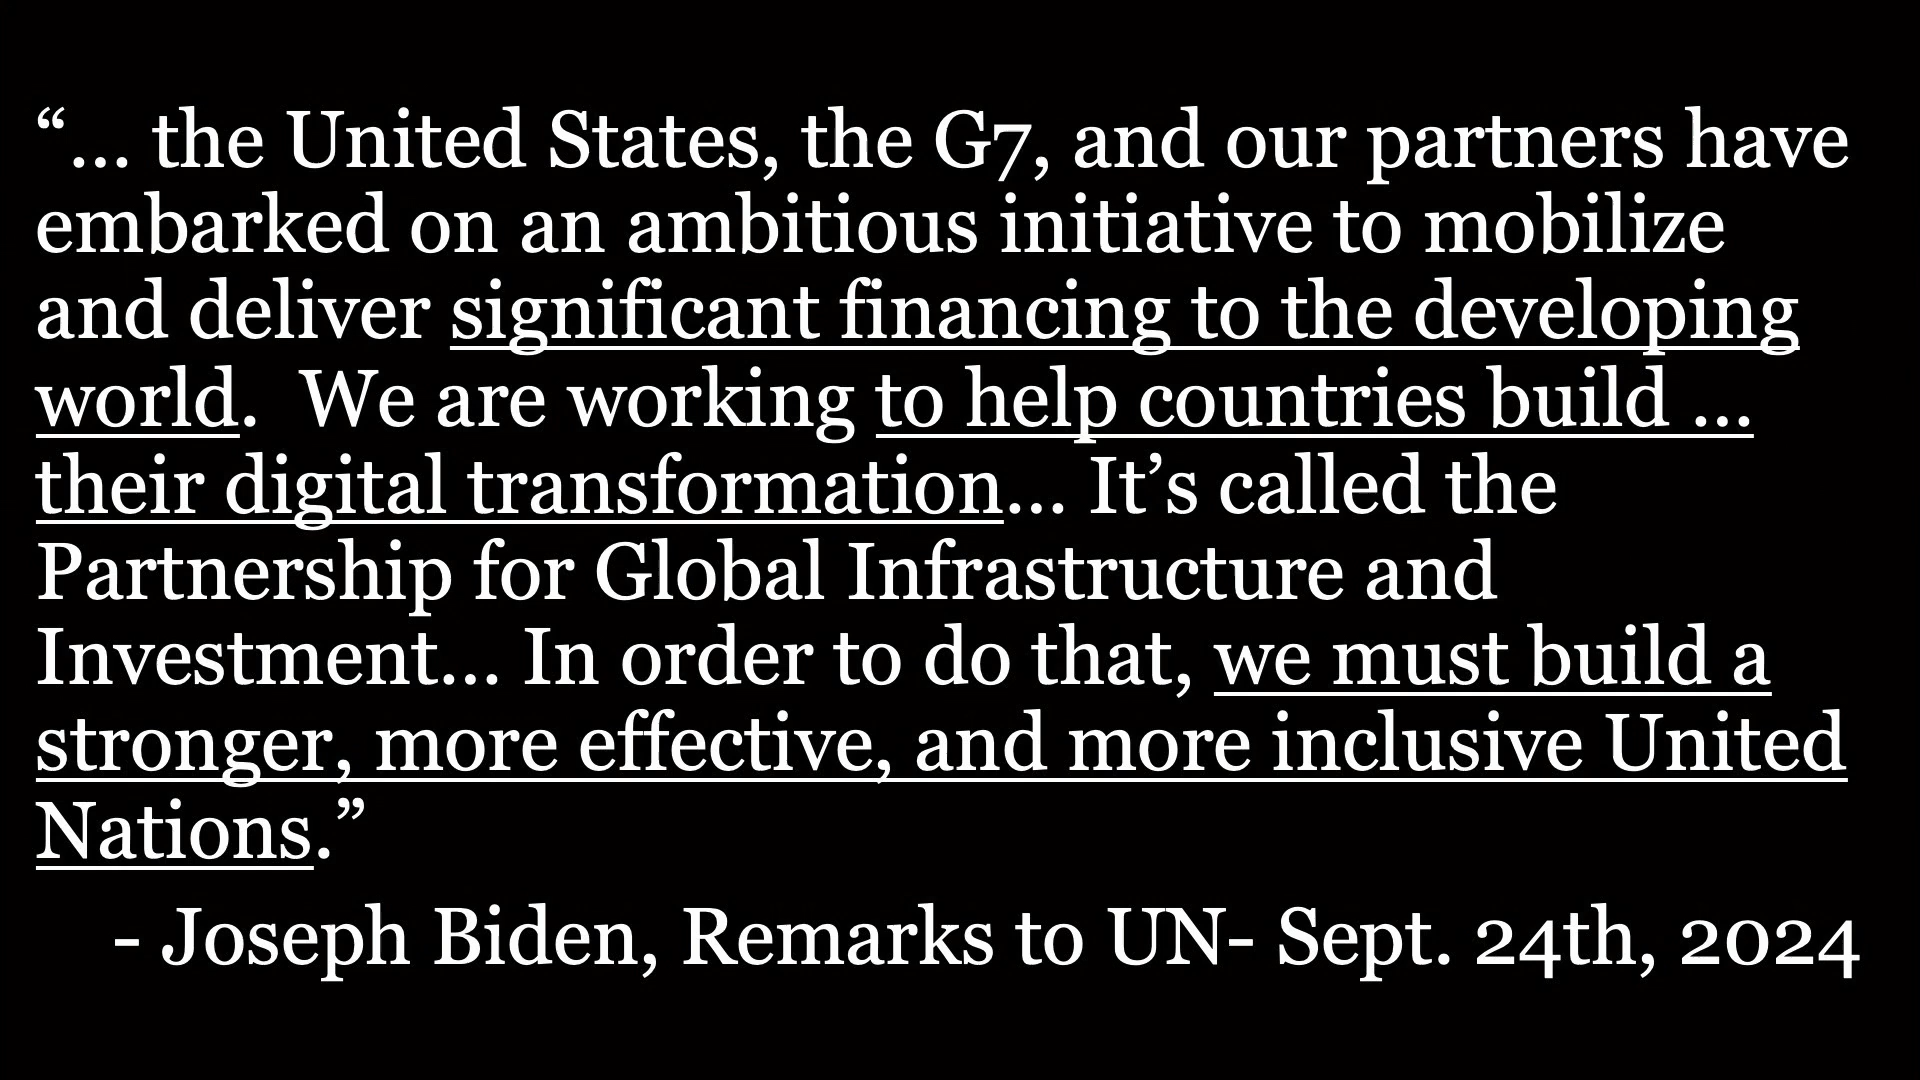 “... the United States, the G7, and our partners have
embarked on an ambitious initiative to mobilize
and deliver significant financing to the developing
world.  We are working to help countries build ...
their digital transformation... It’s called the
Partnership for Global Infrastructure and
Investment... In order to do that, we must build a
stronger, more effective, and more inclusive United
Nations.”
- Joseph Biden, Remarks to UN- Sept. 24th, 2024